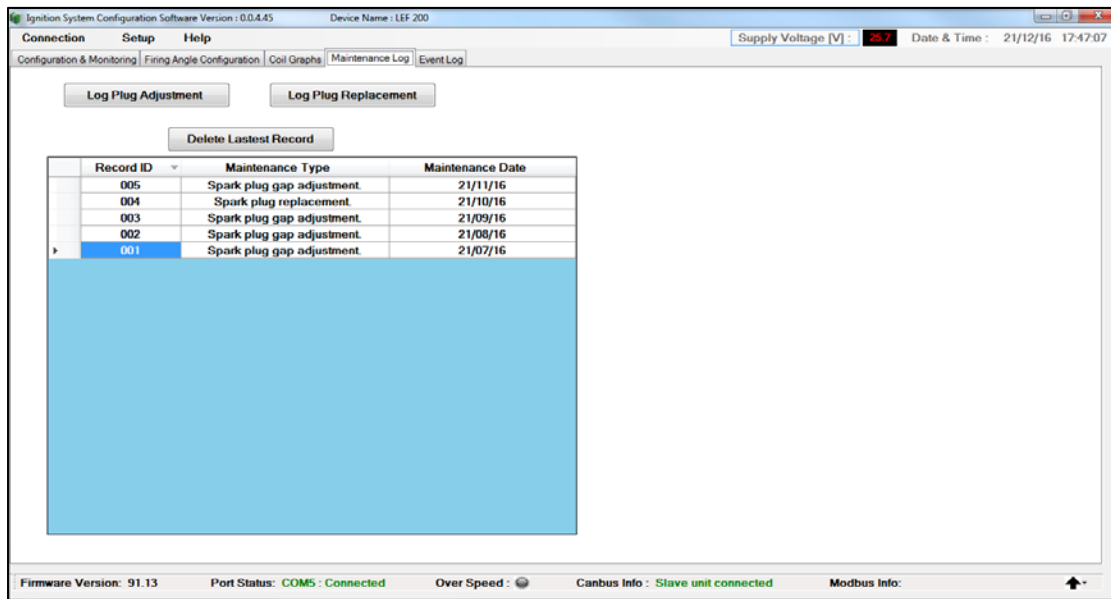 Ignition System Configuration Software Version : 0.0.4.45 Device Name : LEF 200
Connection Setup Help Supply Voltage [V] : 25.7 Date & Time : 21/12/16 17:47:07
Configuration & Monitoring Firing Angle Configuration Coil Graphs Maintenance Log Event Log
Log Plug Adjustment Log Plug Replacement
Delete Lastest Record
Record ID Maintenance Type Maintenance Date
005 Spark plug gap adjustment. 21/11/16
004 Spark plug replacement. 21/10/16
003 Spark plug gap adjustment. 21/09/16
002 Spark plug gap adjustment. 21/08/16
001 Spark plug gap adjustment. 21/07/16
Firmware Version: 91.13 Port Status: COM5 : Connected Over Speed : Canbus Info : Slave unit connected Modbus Info: